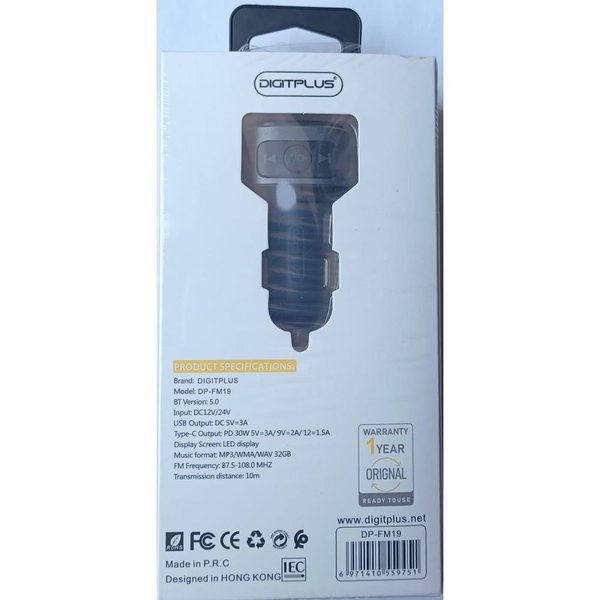 DIGITPLUS®
PRODUCT SPECIFICATIONS:
Brand: DIGITPLUS
Model: DP-FM19
BT Version: 5.0
Input: DC12V/24V
USB Output: DC 5V=3A
Type-C Output: PD 30W 5V=3A/ 9V=2A/ 12=1.5A
Display Screen: LED display
Music format: MP3/WMA/WAV 32GB
FM Frequency: 87.5-108.0 MHZ
Transmission distance: 10m
WARRANTY
1 YEAR
ORIGNAL
READY TOUSE
www.digitplus.net
DP-FM19
6 971410 559751
RoHS FC CE
Made in P.R.C
Designed in HONG KONG IEC